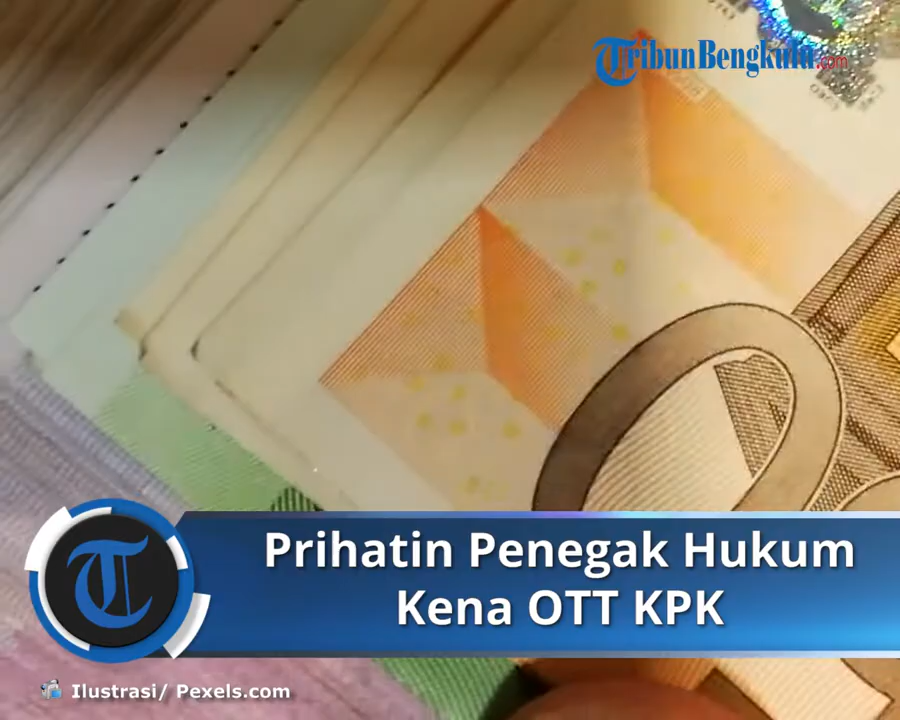 TribunBengkulu.com
Prihatin Penegak Hukum
Kena OTT KPK
Ilustrasi/ Pexels.com